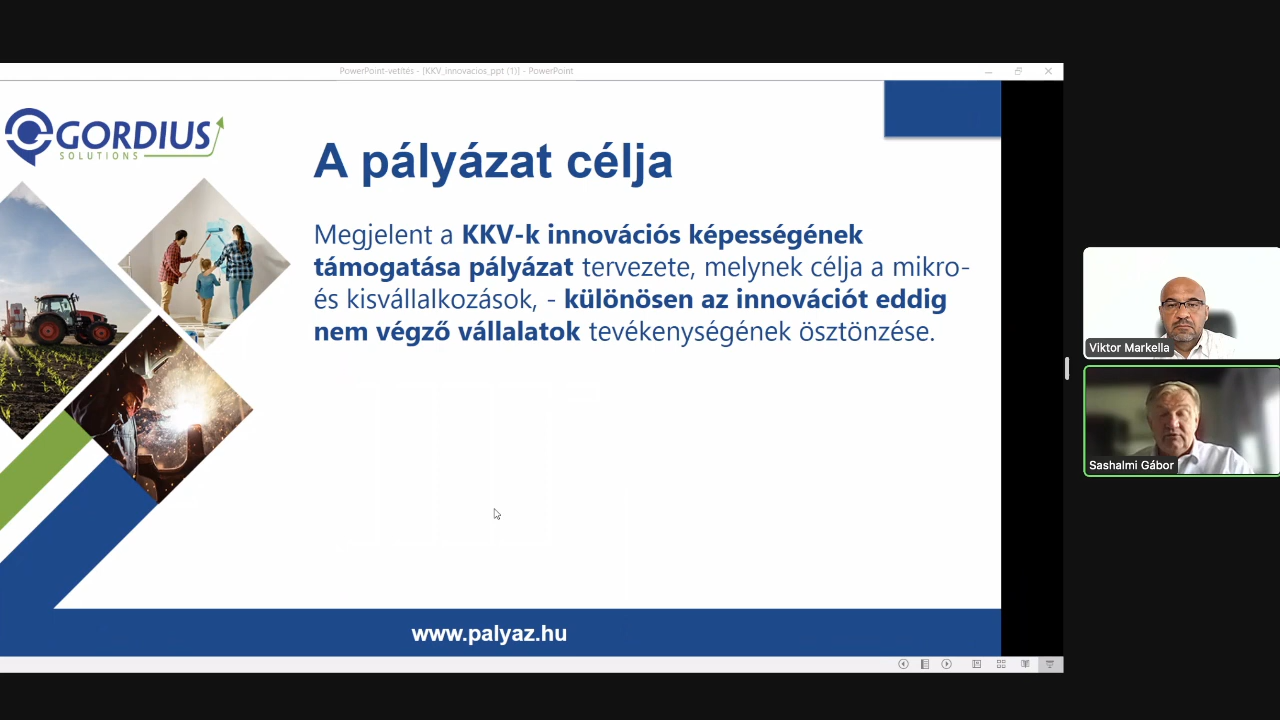 PowerPoint-vetítés - [KKV_innovacios_ppt (1)] - PowerPoint
GORDIUS
SOLUTIONS
A pályázat célja
Megjelent a KKV-k innovációs képességének
támogatása pályázat tervezete, melynek célja a mikro-
és kisvállalkozások, - különösen az innovációt eddig
nem végző vállalatok tevékenységének ösztönzése.
www.palyaz.hu
Viktor Markella
Sashalmi Gábor